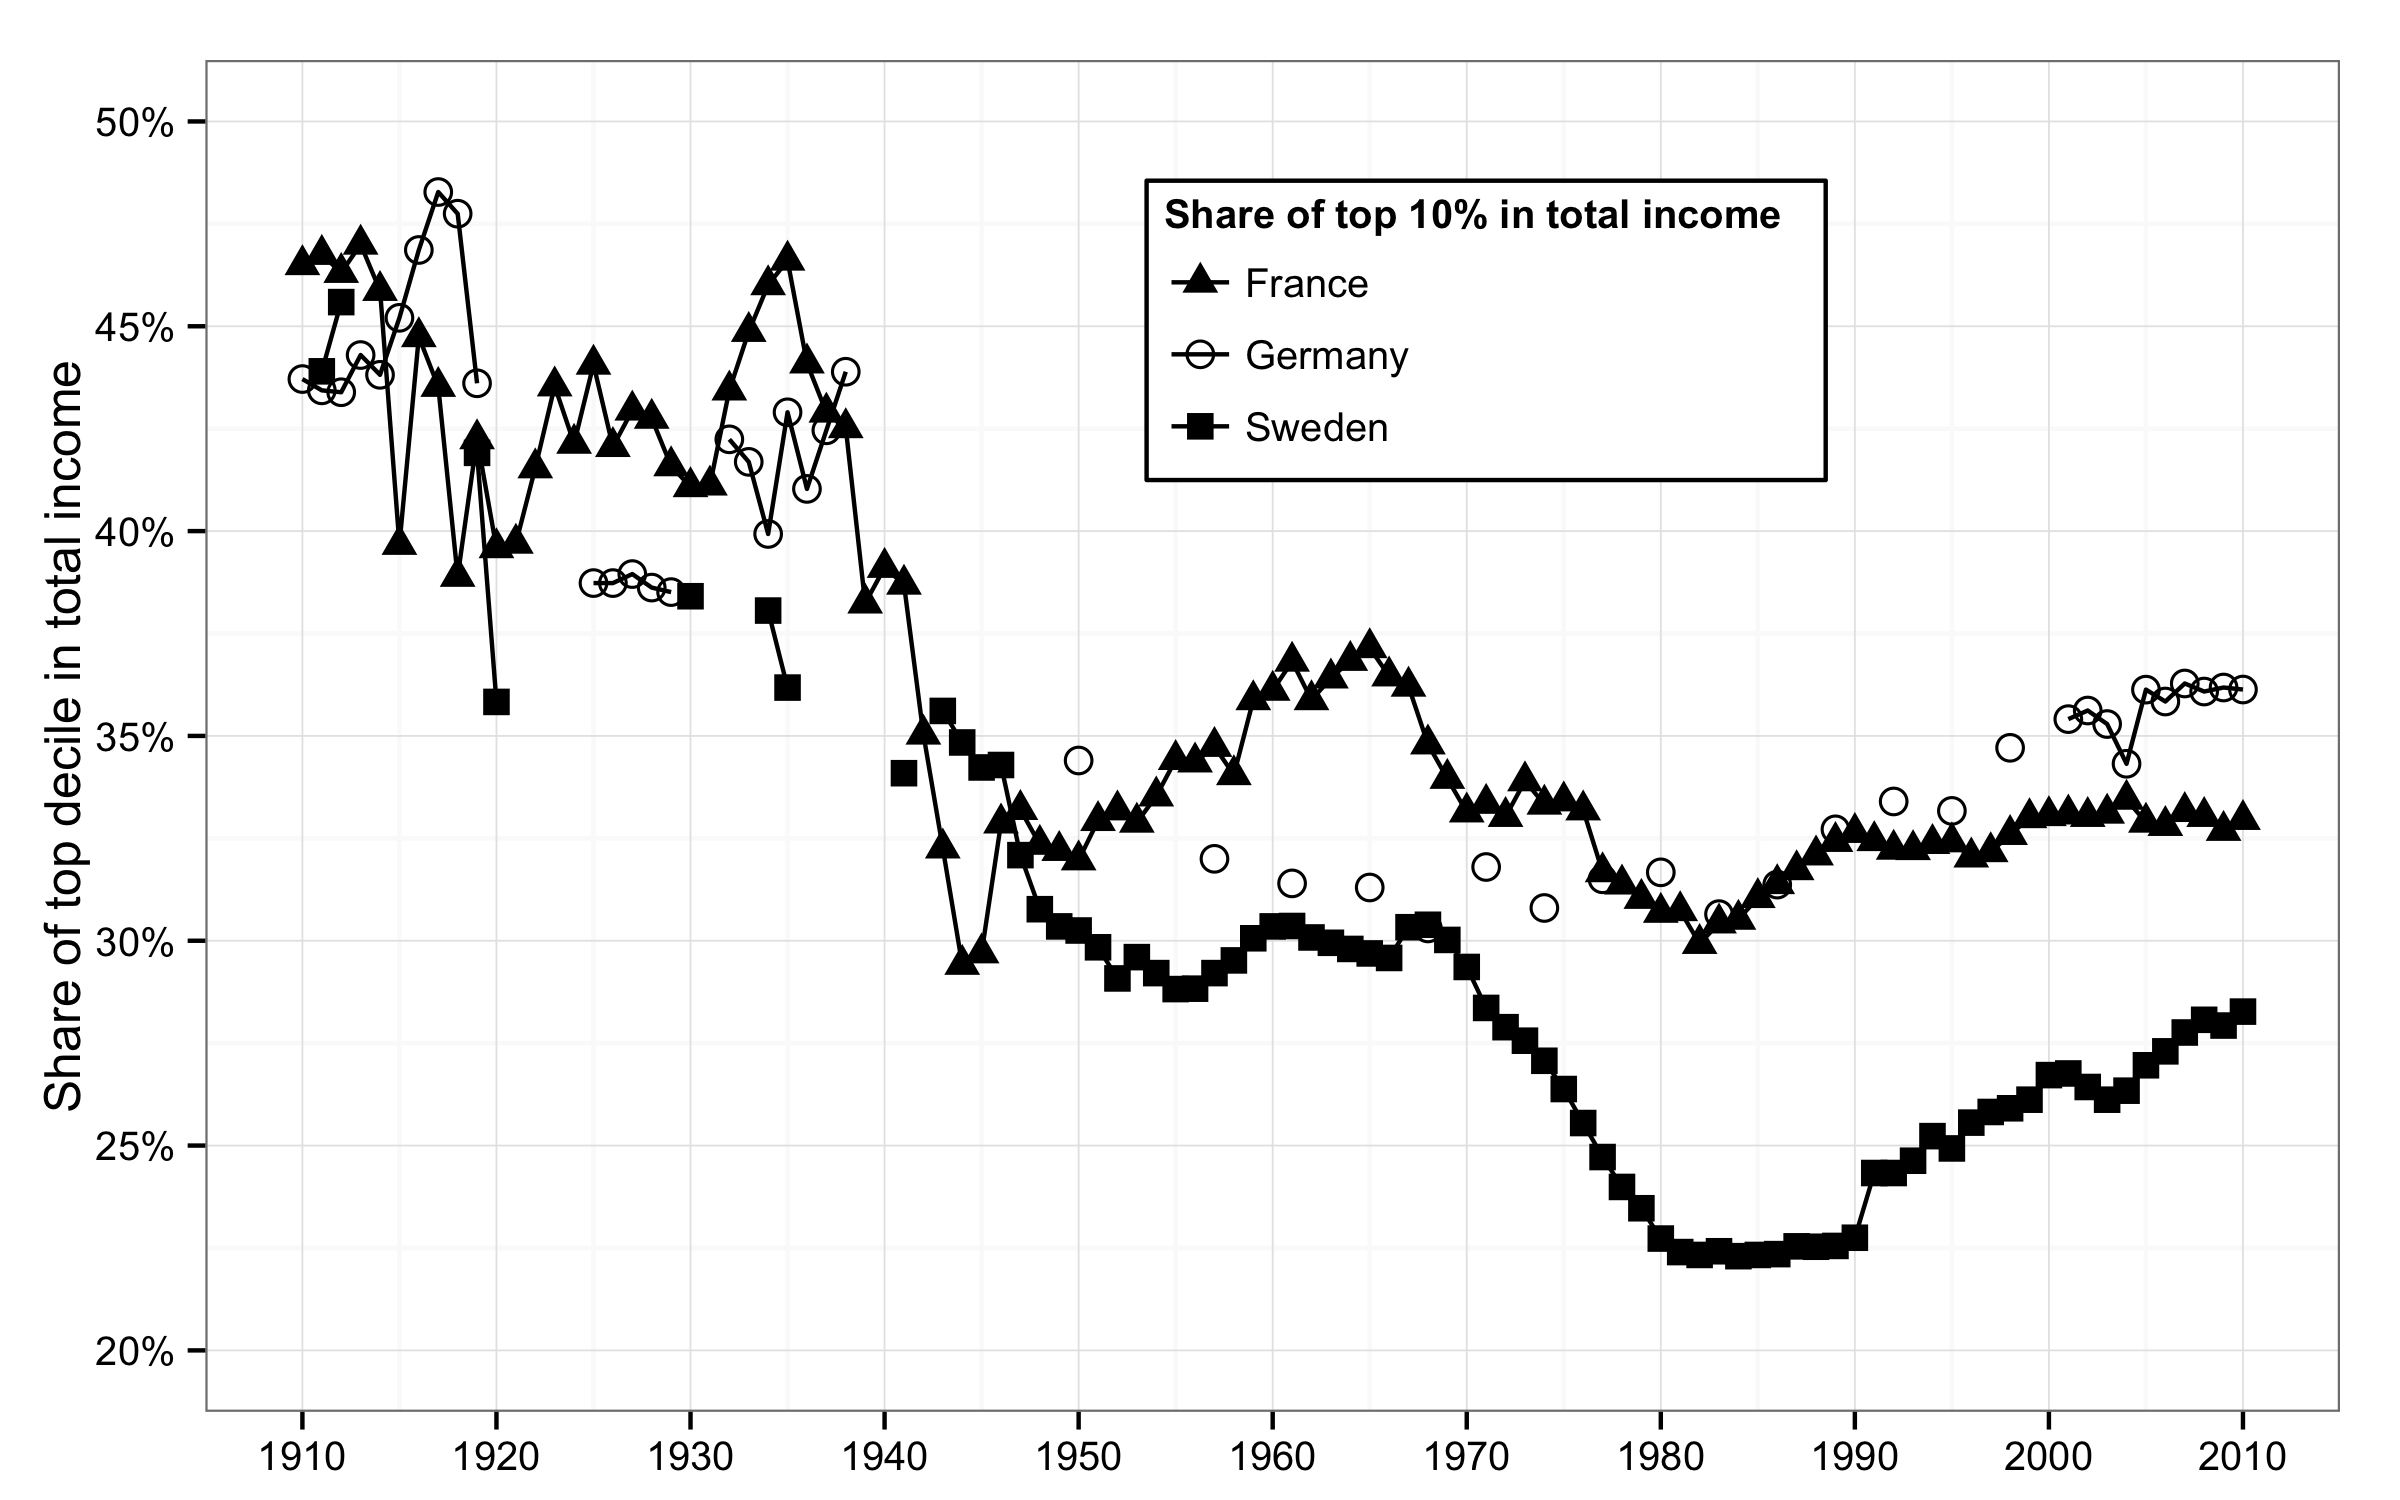 Share of top decile in total income
50%
45%
40%
35%
30%
25%
20%
Share of top 10% in total income
France
Germany
Sweden
1910 1920 1930 1940 1950 1960 1970 1980 1990 2000 2010